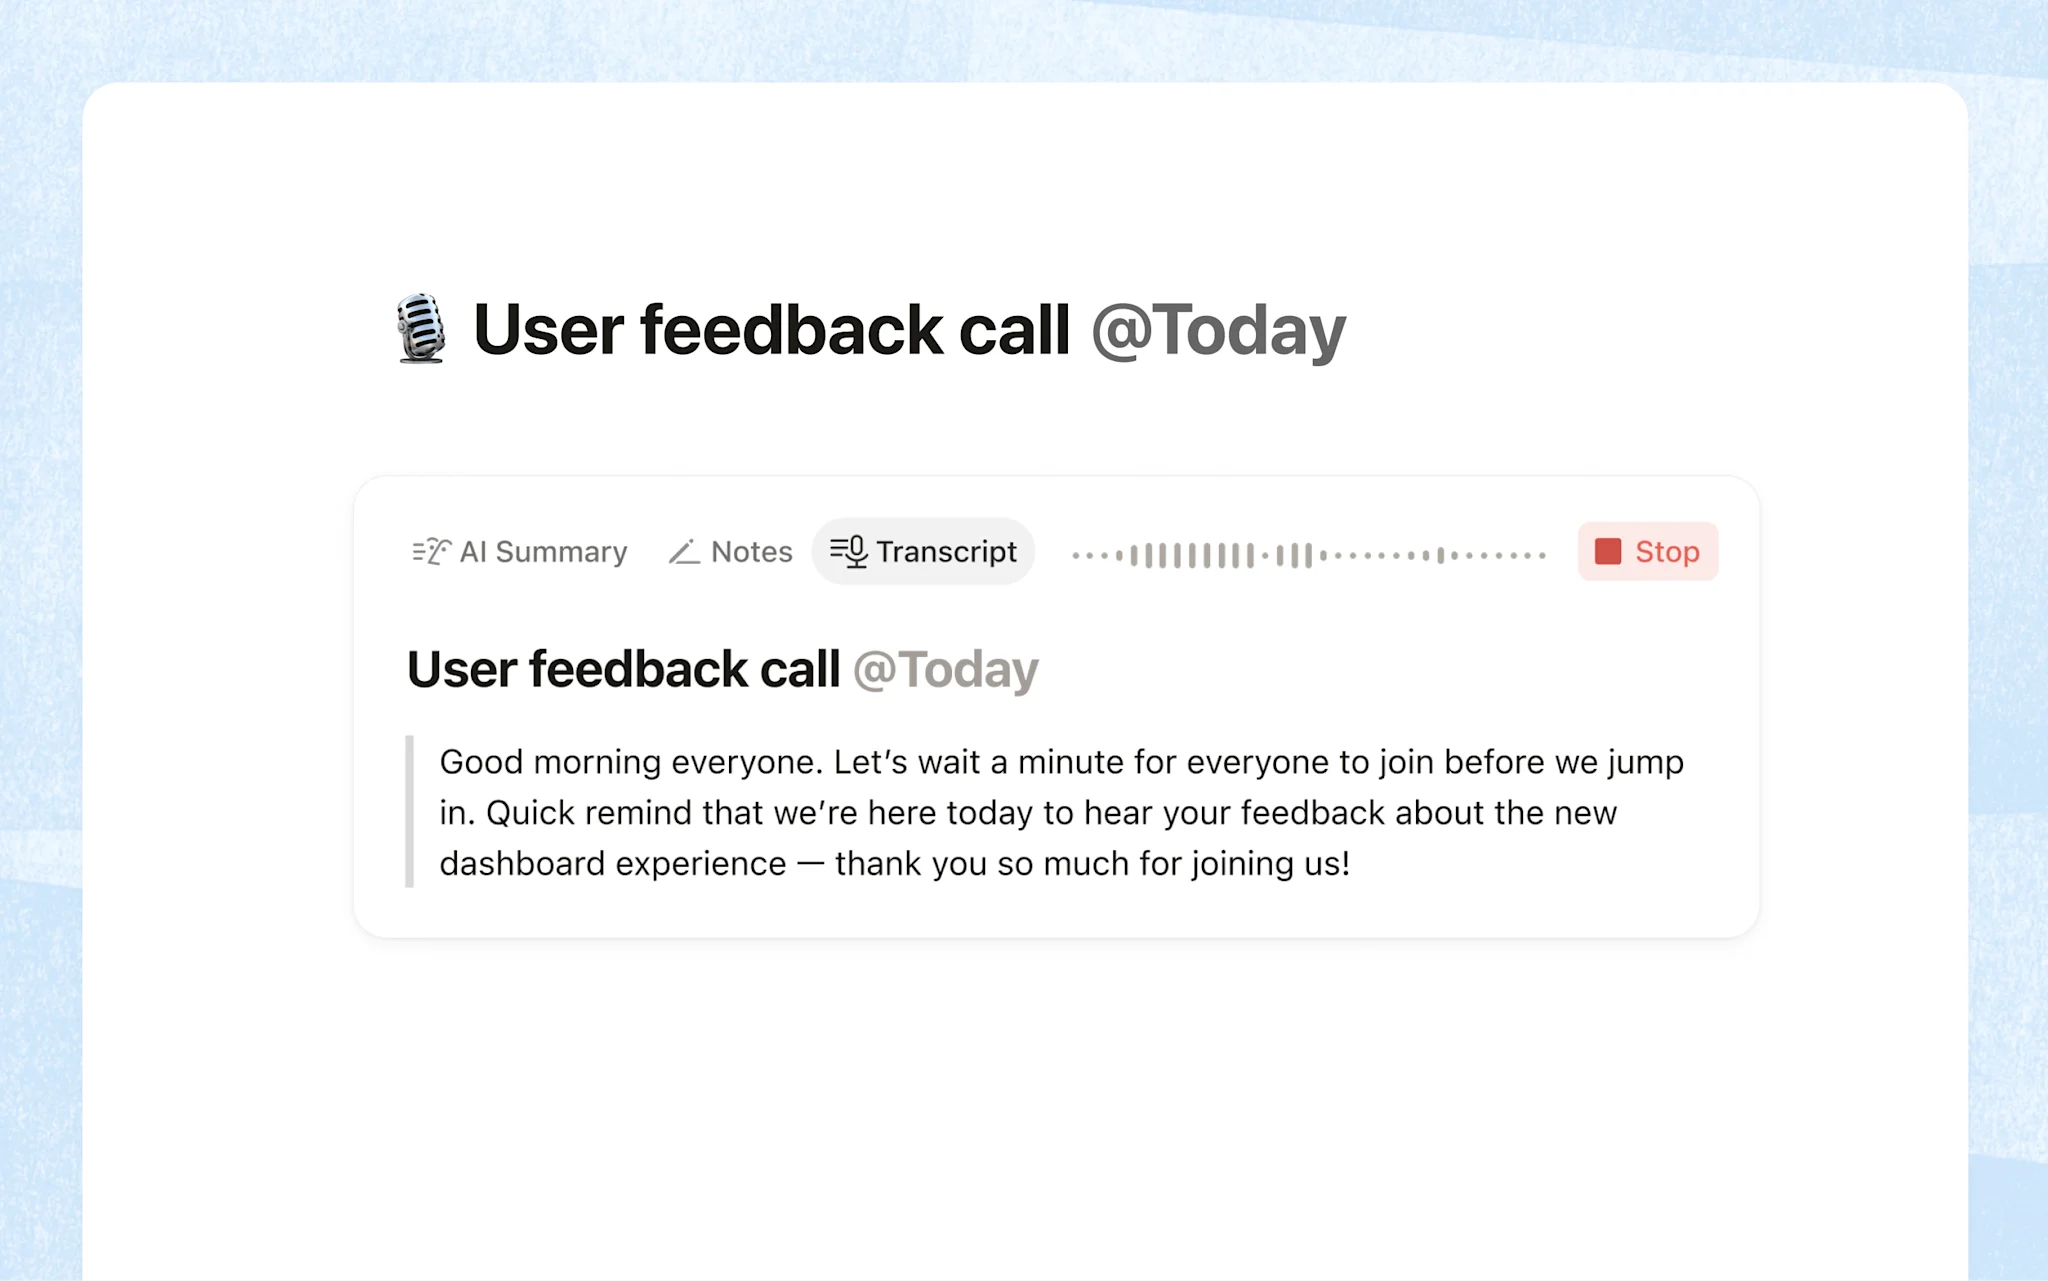 User feedback call @Today
AI Summary
Notes
Transcript
Stop
User feedback call @Today
Good morning everyone. Let’s wait a minute for everyone to join before we jump
in. Quick remind that we’re here today to hear your feedback about the new
dashboard experience — thank you so much for joining us!